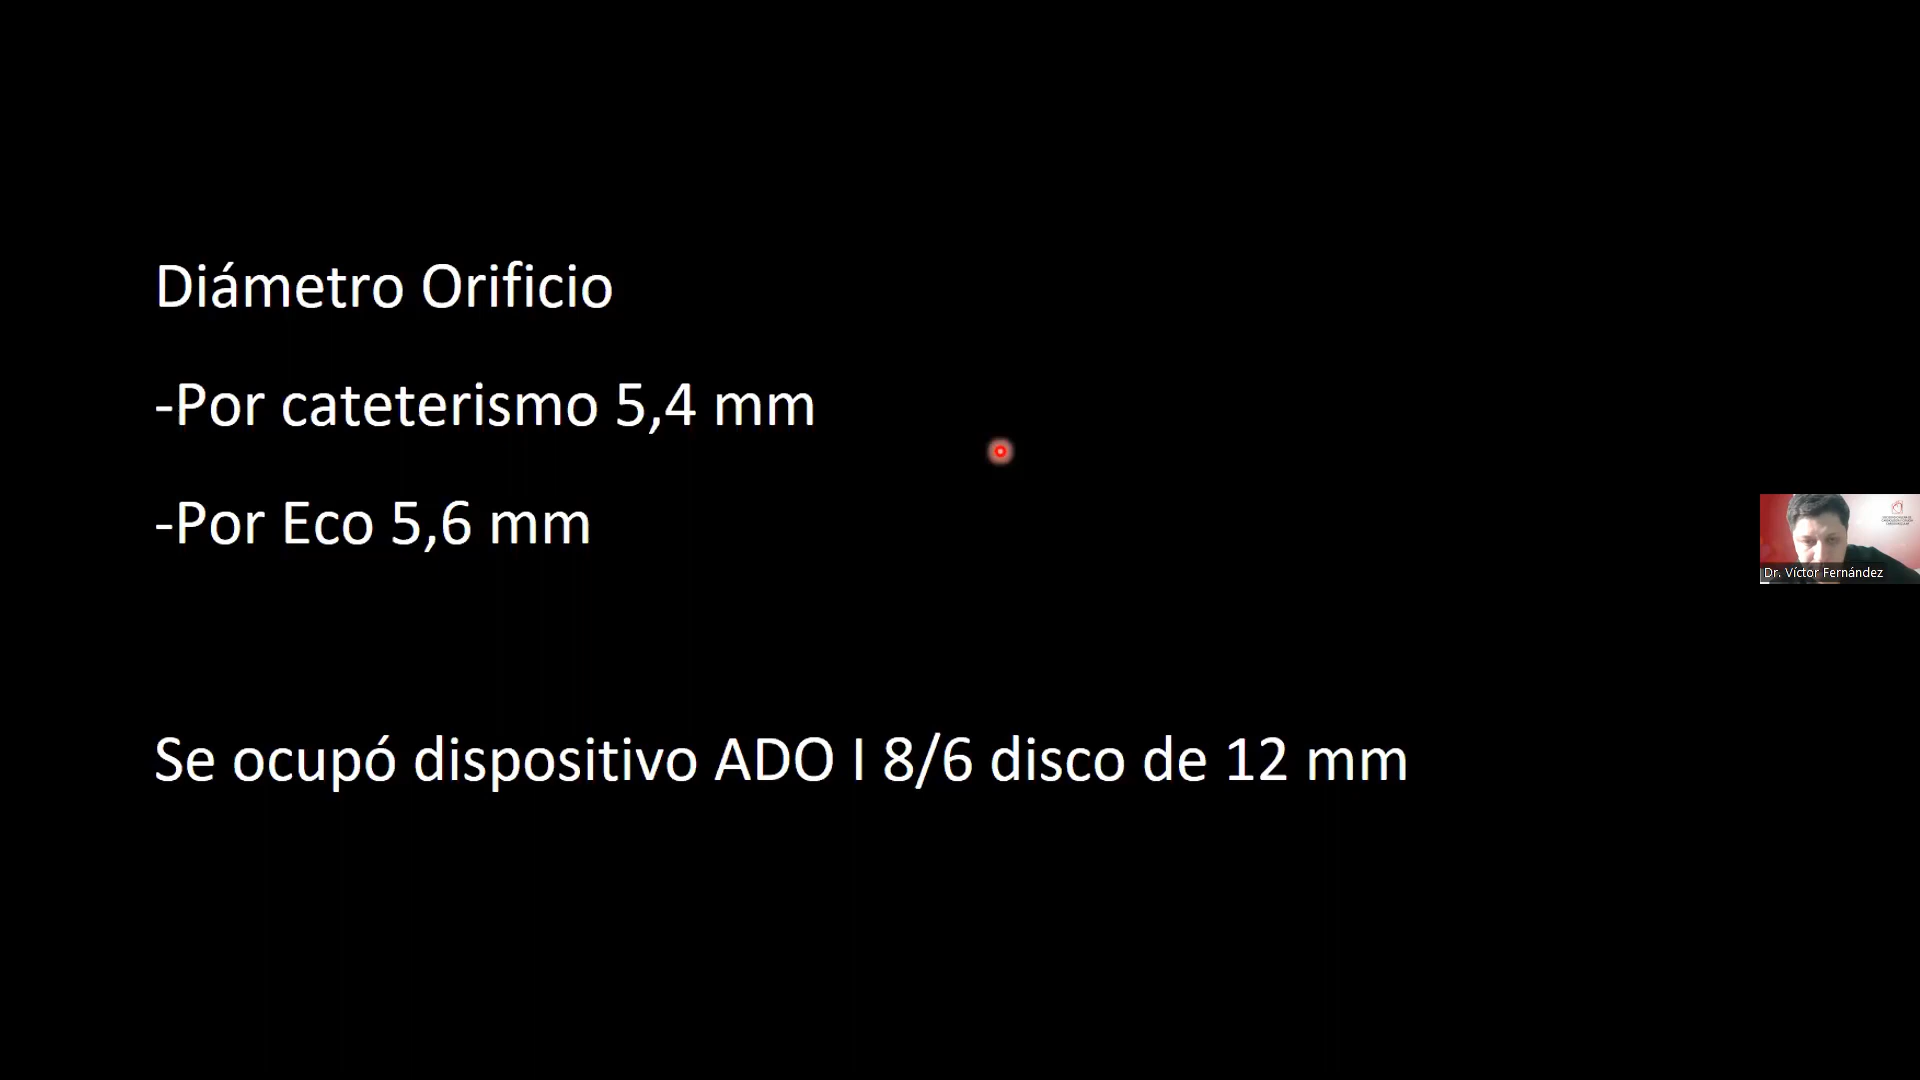 Diámetro Orificio
-Por cateterismo 5,4 mm
-Por Eco 5,6 mm
Dr. Víctor Fernández
Se ocupó dispositivo ADO I 8/6 disco de 12 mm